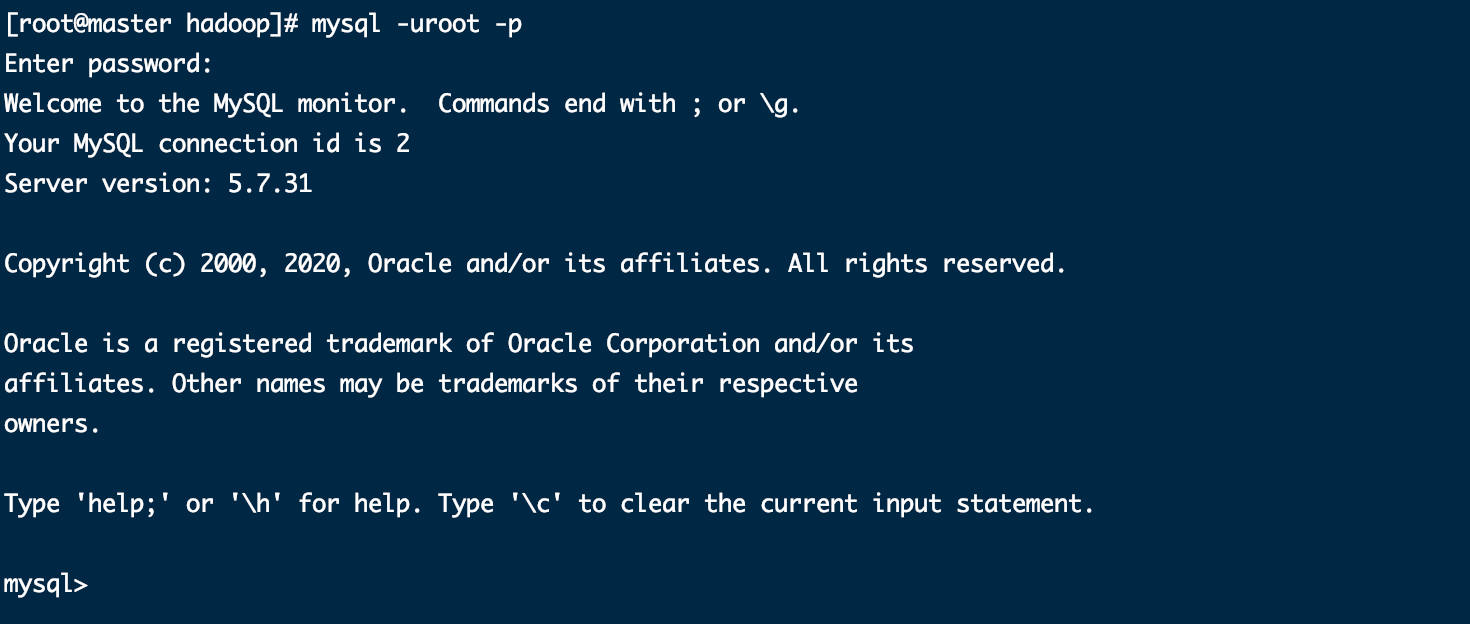 [root@master hadoop]# mysql -uroot -p
Enter password:
Welcome to the MySQL monitor.  Commands end with ; or \g.
Your MySQL connection id is 2
Server version: 5.7.31
Copyright (c) 2000, 2020, Oracle and/or its affiliates. All rights reserved.
Oracle is a registered trademark of Oracle Corporation and/or its
affiliates. Other names may be trademarks of their respective
owners.
Type 'help;' or '\h' for help. Type '\c' to clear the current input statement.
mysql>